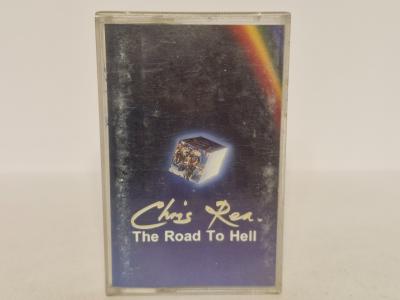 Chris Rea.
The Road To Hell